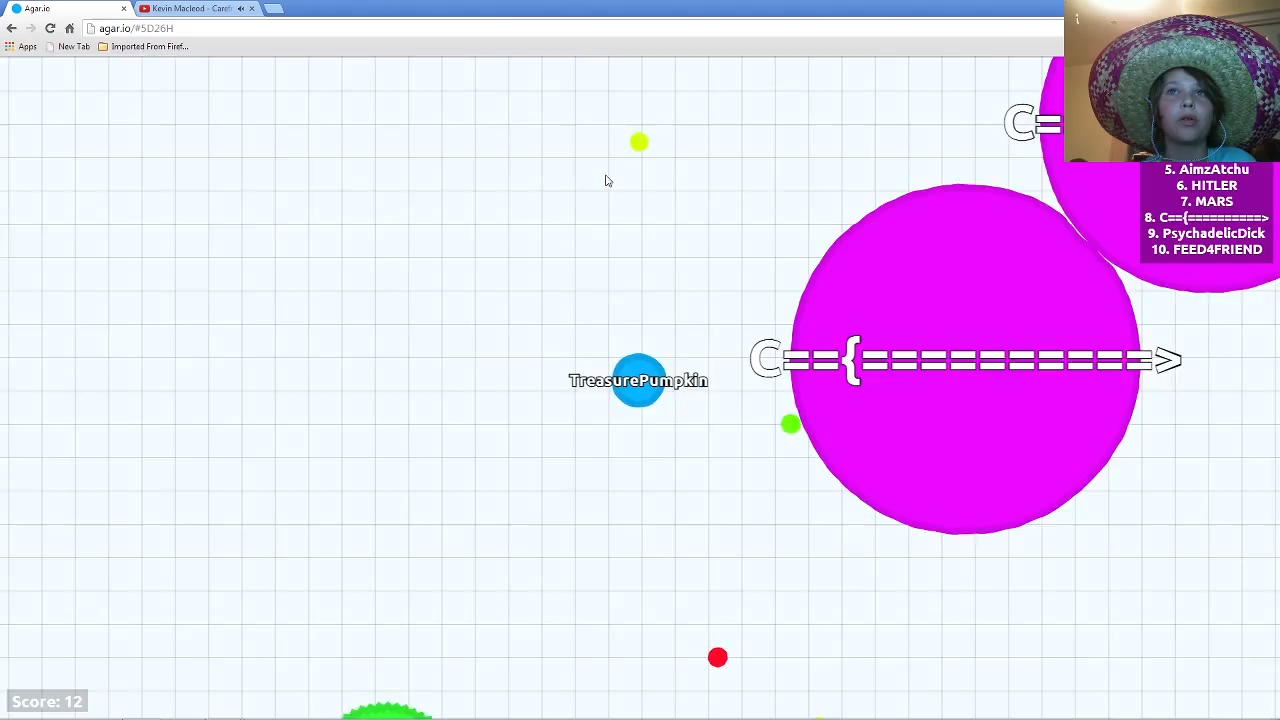 Agar.io
Kevin Macleod - Carefr
agar.io/#5D26H
Apps
New Tab
Imported From Firef...
C=
5. AimzAtchu
6. HITLER
7. MARS
8. C=={==========>
9. PsychadelicDick
10. FEED4FRIEND
C=={==========>
TreasurePumpkin
Score: 12